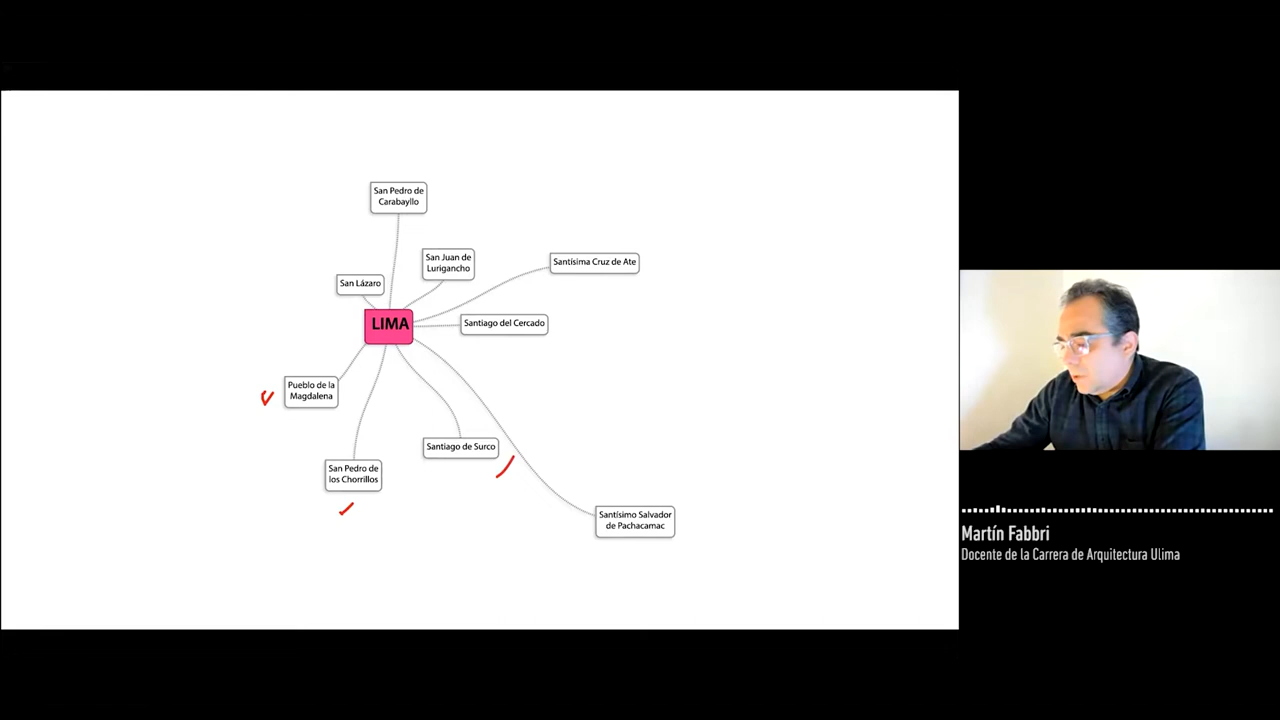 San Pedro de
Carabayllo
San Juan de
Lurigancho
Santísima Cruz de Ate
San Lázaro
LIMA
Santiago del Cercado
Pueblo de la
Magdalena
Santiago de Surco
San Pedro de
los Chorrillos
Santísimo Salvador
de Pachacamac
Martín Fabbri
Docente de la Carrera de Arquitectura Ulima